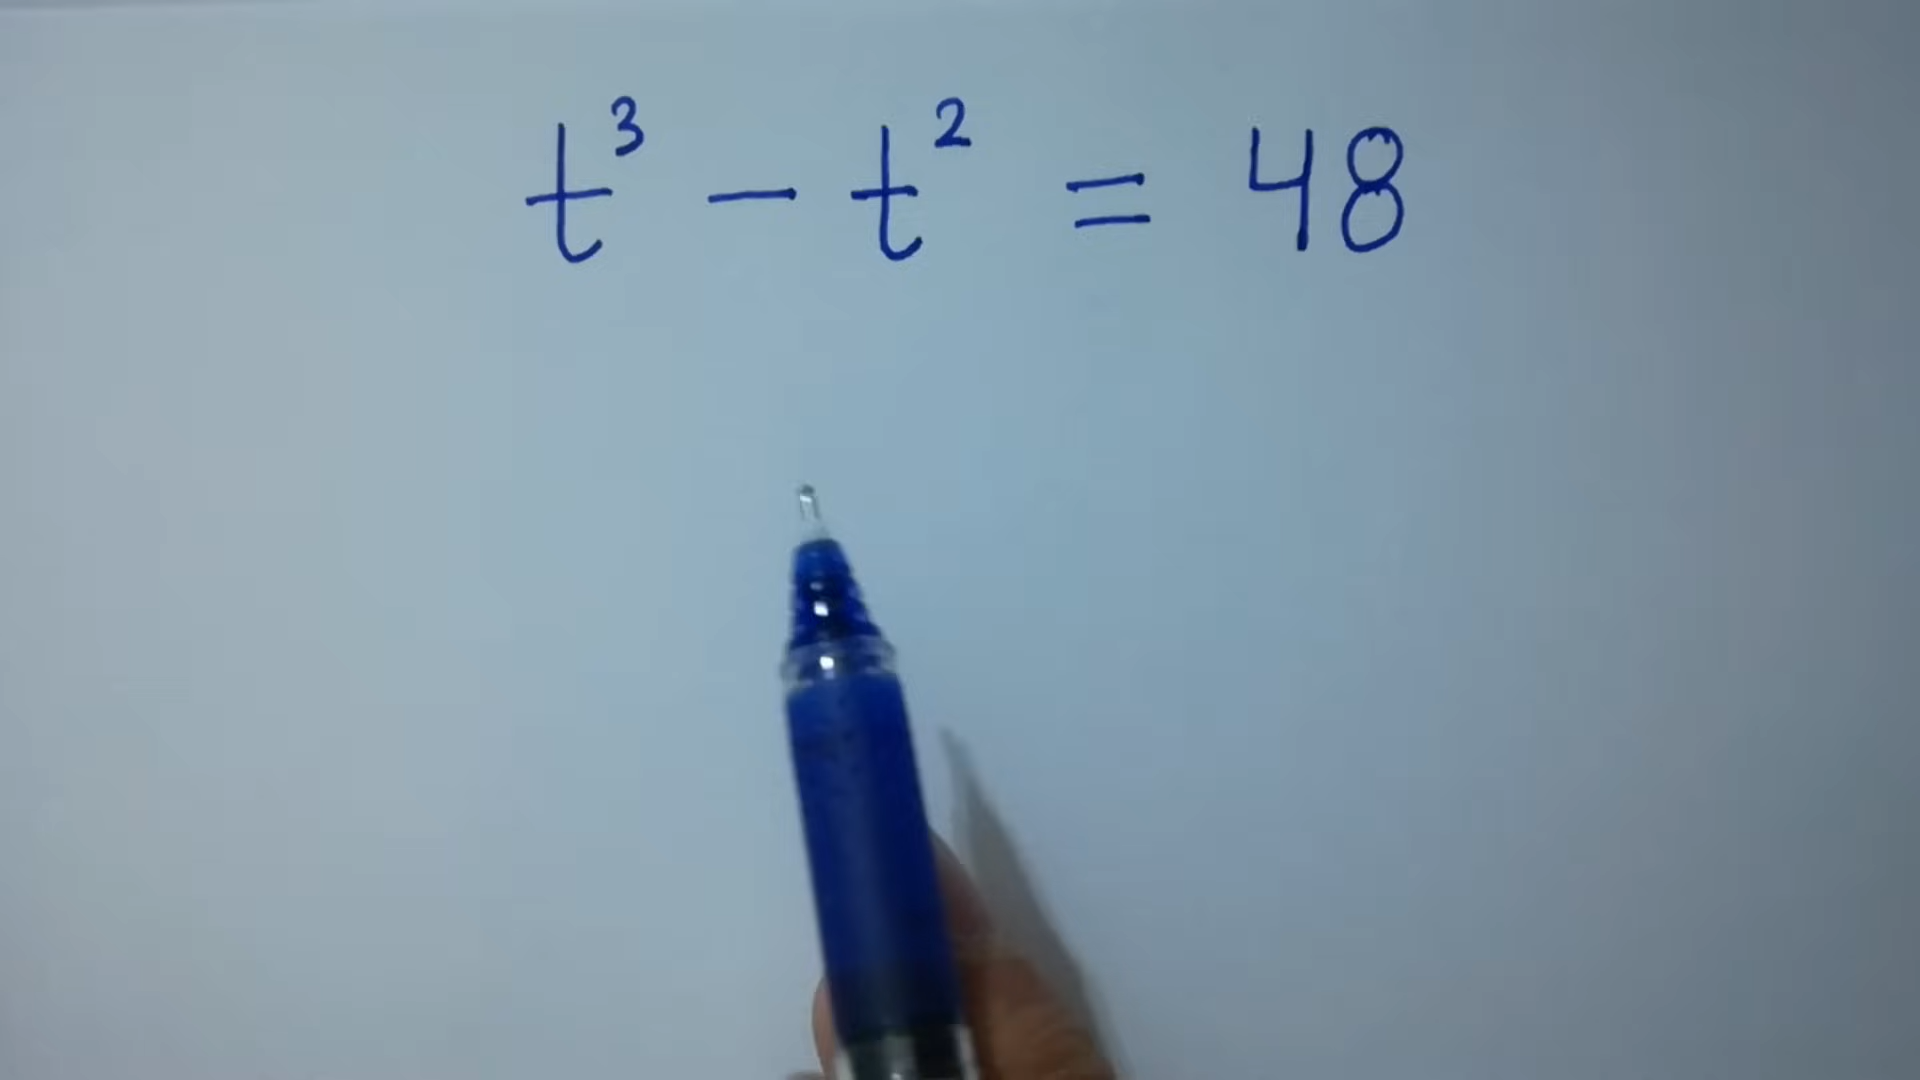 t³ - t² = 48